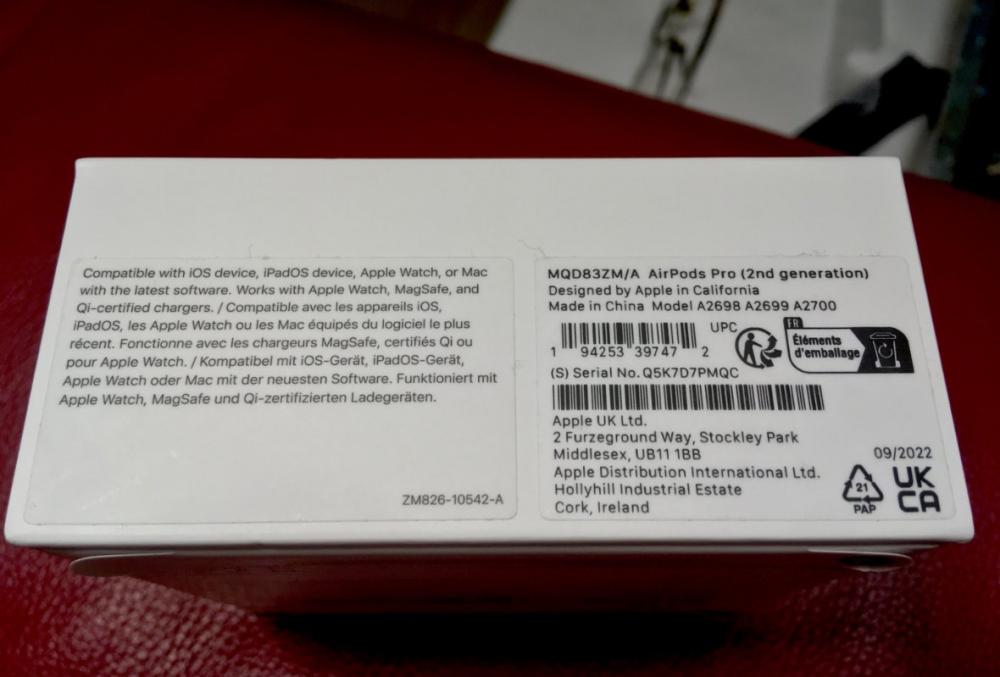 Compatible with iOS device, iPadOS device, Apple Watch, or Mac
with the latest software. Works with Apple Watch, MagSafe, and
Qi-certified chargers. / Compatible avec les appareils iOS,
iPadOS, les Apple Watch ou les Mac équipés du logiciel le plus
récent. Fonctionne avec les chargeurs MagSafe, certifiés Qi ou
pour Apple Watch. / Kompatibel mit iOS-Gerät, iPadOS-Gerät,
Apple Watch oder Mac mit der neuesten Software. Funktioniert mit
Apple Watch, MagSafe und Qi-zertifizierten Ladegeräten.
ZM826-10542-A
MQD83ZM/A AirPods Pro (2nd generation)
Designed by Apple in California
Made in China Model A2698 A2699 A2700
UPC
1 94253 39747 2
FR
Éléments
d'emballage
(S) Serial No. Q5K7D7PMQC
Apple UK Ltd.
2 Furzeground Way, Stockley Park
Middlesex, UB11 1BB
Apple Distribution International Ltd.
Hollyhill Industrial Estate
Cork, Ireland
09/2022
21
PAP
UK
CA